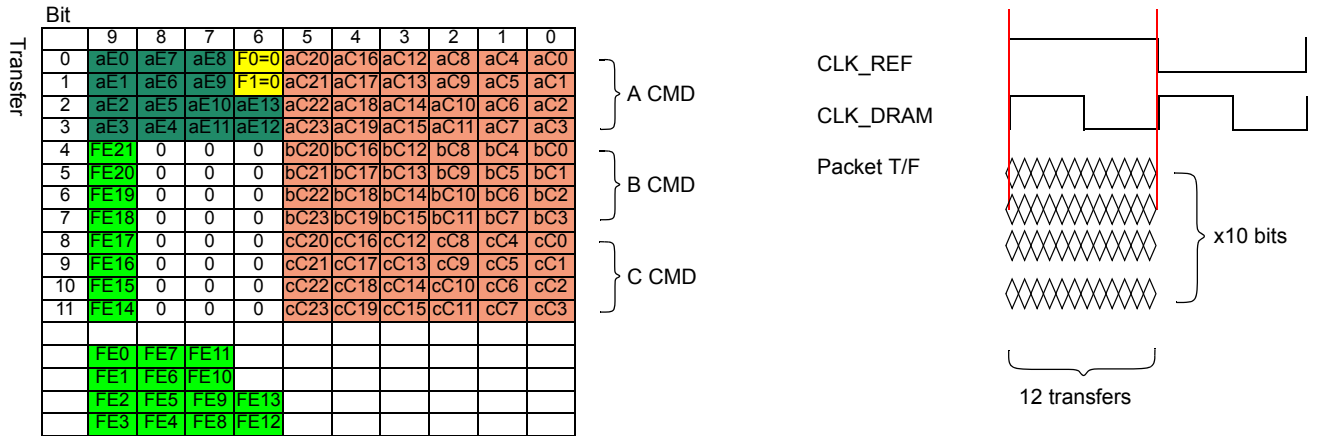 Bit
Transfer
9 8 7 6 5 4 3 2 1 0
0 aE0 aE7 aE8 F0=0 aC20 aC16 aC12 aC8 aC4 aC0
1 aE1 aE6 aE9 F1=0 aC21 aC17 aC13 aC9 aC5 aC1
2 aE2 aE5 aE10 aE13 aC22 aC18 aC14 aC10 aC6 aC2
3 aE3 aE4 aE11 aE12 aC23 aC19 aC15 aC11 aC7 aC3
A CMD
4 FE21 0 0 0 bC20 bC16 bC12 bC8 bC4 bC0
5 FE20 0 0 0 bC21 bC17 bC13 bC9 bC5 bC1
6 FE19 0 0 0 bC22 bC18 bC14 bC10 bC6 bC2
7 FE18 0 0 0 bC23 bC19 bC15 bC11 bC7 bC3
B CMD
8 FE17 0 0 0 cC20 cC16 cC12 cC8 cC4 cC0
9 FE16 0 0 0 cC21 cC17 cC13 cC9 cC5 cC1
10 FE15 0 0 0 cC22 cC18 cC14 cC10 cC6 cC2
11 FE14 0 0 0 cC23 cC19 cC15 cC11 cC7 cC3
C CMD
FE0 FE7 FE11
FE1 FE6 FE10
FE2 FE5 FE9 FE13
FE3 FE4 FE8 FE12
CLK_REF
CLK_DRAM
Packet T/F
x10 bits
12 transfers